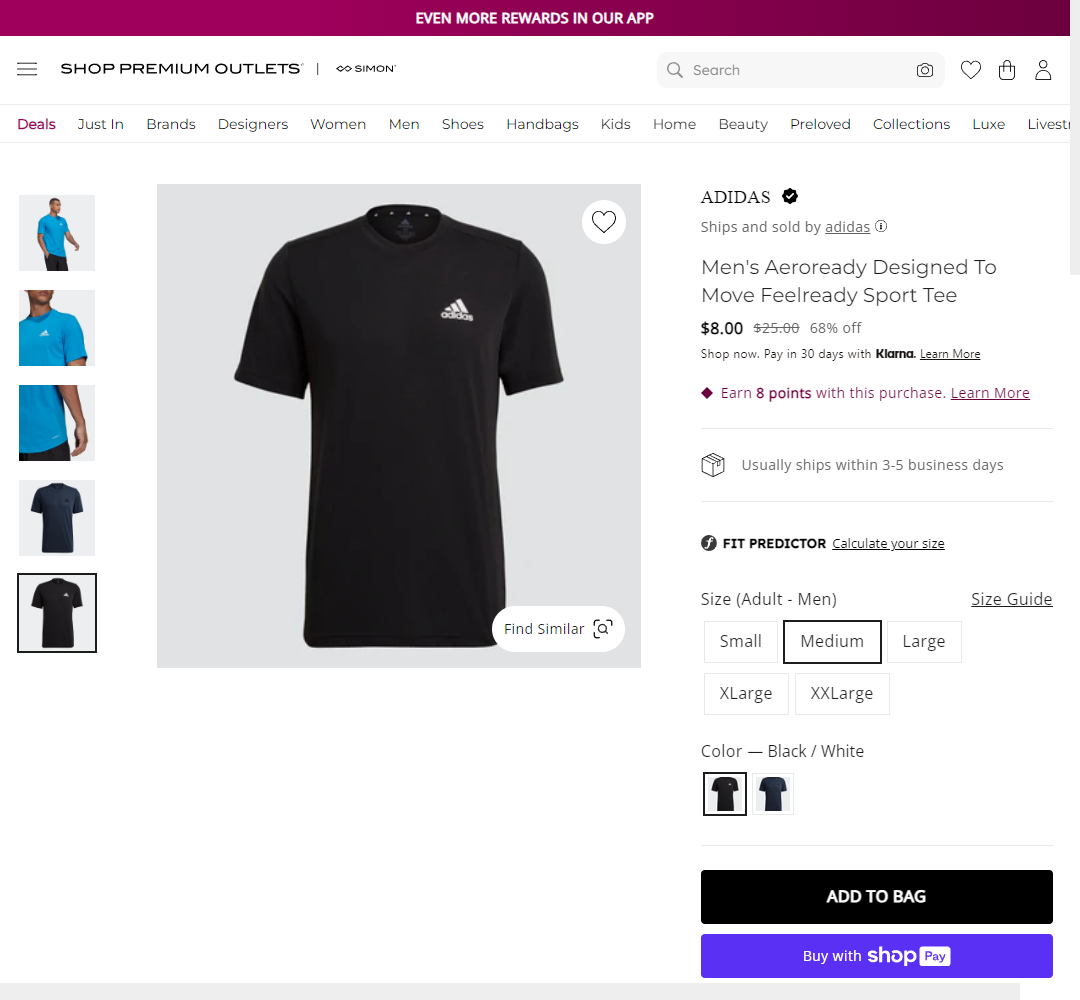 EVEN MORE REWARDS IN OUR APP
SHOP PREMIUM OUTLETS | SIMON
Search
Deals Just In Brands Designers Women Men Shoes Handbags Kids Home Beauty Preloved Collections Luxe
adidas
Find Similar
ADIDAS
Ships and sold by adidas
Men's Aeroready Designed To
Move Feelready Sport Tee
$8.00 $25.00 68% off
Shop now. Pay in 30 days with Klarna. Learn More
Earn 8 points with this purchase. Learn More
Usually ships within 3-5 business days
FIT PREDICTOR Calculate your size
Size (Adult - Men) Size Guide
Small Medium Large
XLarge XXLarge
Color — Black / White
ADD TO BAG
Buy with shop Pay